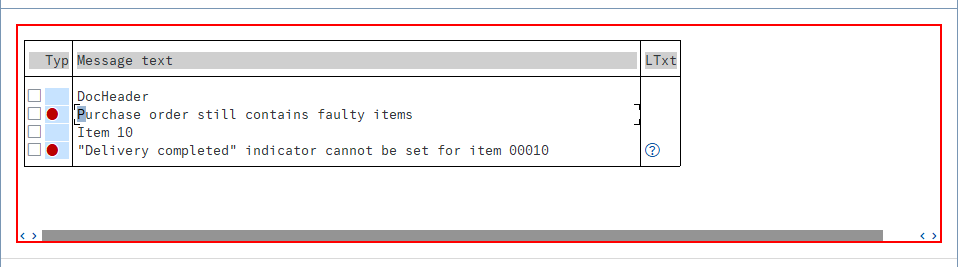 Typ Message text LTxt
DocHeader
Purchase order still contains faulty items
Item 10
"Delivery completed" indicator cannot be set for item 00010